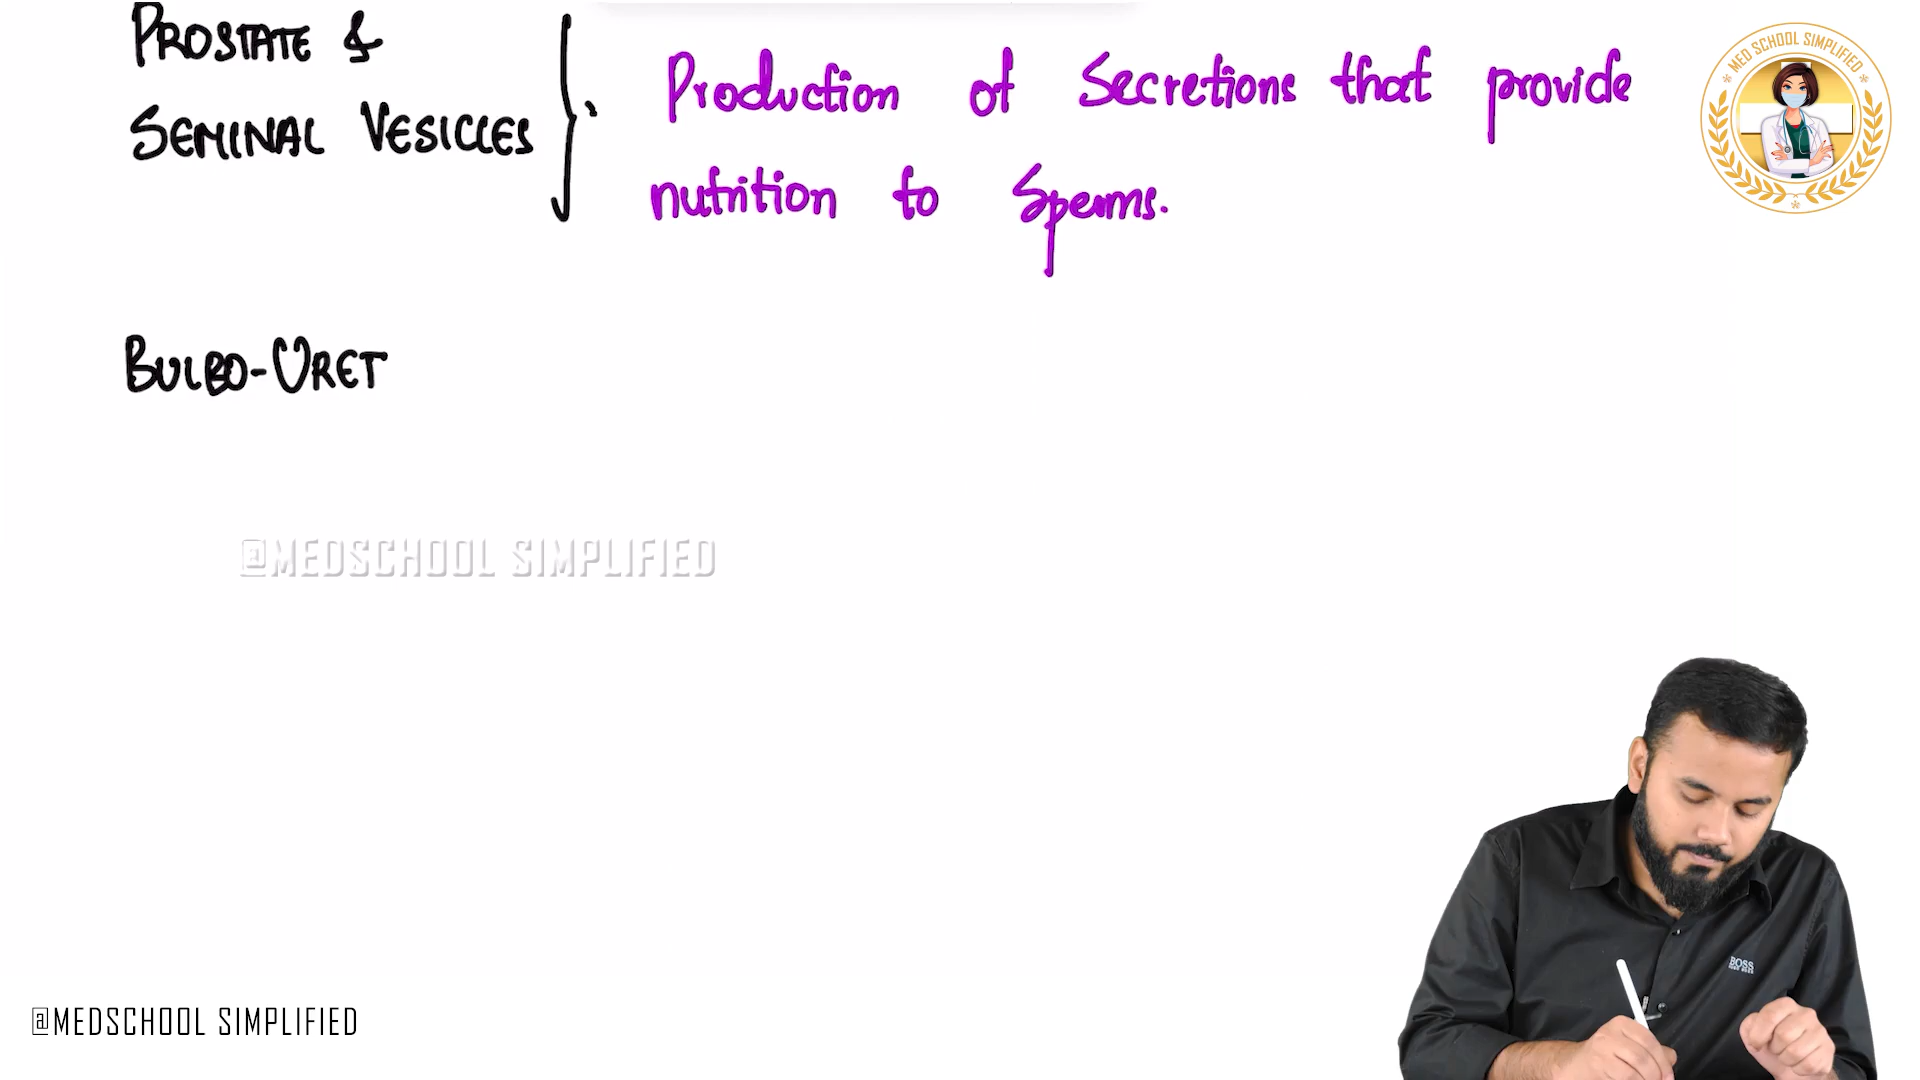 PROSTATE &
SEMINAL VESICLES
Production of Secretions that provide
nutrition to Sperms.
MED SCHOOL SIMPLIFIED
BULBO-URET
@MEDSCHOOL SIMPLIFIED
BOSS
@MEDSCHOOL SIMPLIFIED